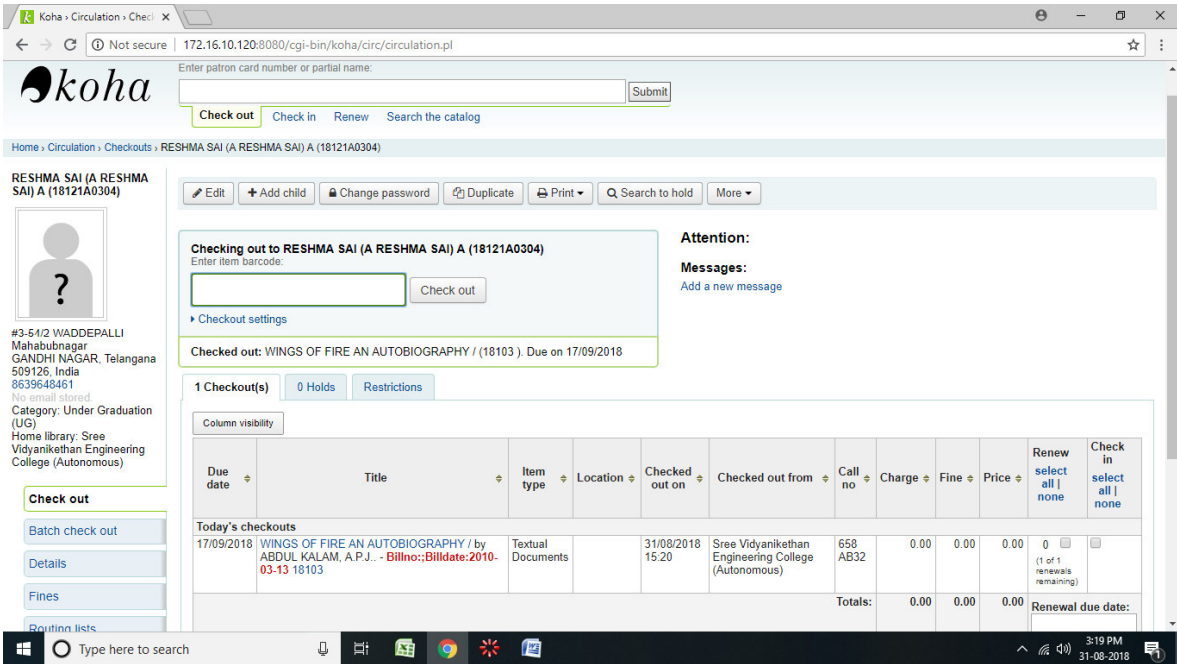 Koha › Circulation › Chec
Not secure | 172.16.10.120:8080/cgi-bin/koha/circ/circulation.pl
koha
Enter patron card number or partial name:
Submit
Check out Check in Renew Search the catalog
Home › Circulation › Checkouts › RESHMA SAI (A RESHMA SAI) A (18121A0304)
RESHMA SAI (A RESHMA
SAI) A (18121A0304)
?
#3-54/2 WADDEPALLI
Mahabubnagar
GANDHI NAGAR, Telangana
509126, India
8639648461
No email stored.
Category: Under Graduation
(UG)
Home library: Sree
Vidyanikethan Engineering
College (Autonomous)
Check out
Batch check out
Details
Fines
Routing lists
Edit + Add child Change password Duplicate Print Search to hold More
Checking out to RESHMA SAI (A RESHMA SAI) A (18121A0304)
Enter item barcode:
Check out
Checkout settings
Checked out: WINGS OF FIRE AN AUTOBIOGRAPHY / (18103 ). Due on 17/09/2018
Attention:
Messages:
Add a new message
1 Checkout(s) 0 Holds Restrictions
Column visibility
Due
date
Title
Item
type
Location
Checked
out on
Checked out from
Call
no
Charge
Fine
Price
Renew
select
all |
none
Check
in
select
all |
none
Today's checkouts
17/09/2018
WINGS OF FIRE AN AUTOBIOGRAPHY / by
ABDUL KALAM, A.P.J.. - Billno:;Billdate:2010-
03-13 18103
Textual
Documents
31/08/2018
15:20
Sree Vidyanikethan
Engineering College
(Autonomous)
658
AB32
0.00
0.00
0.00
0
(1 of 1
renewals
remaining)
Totals: 0.00 0.00 0.00
Renewal due date:
Type here to search
3:19 PM
31-08-2018